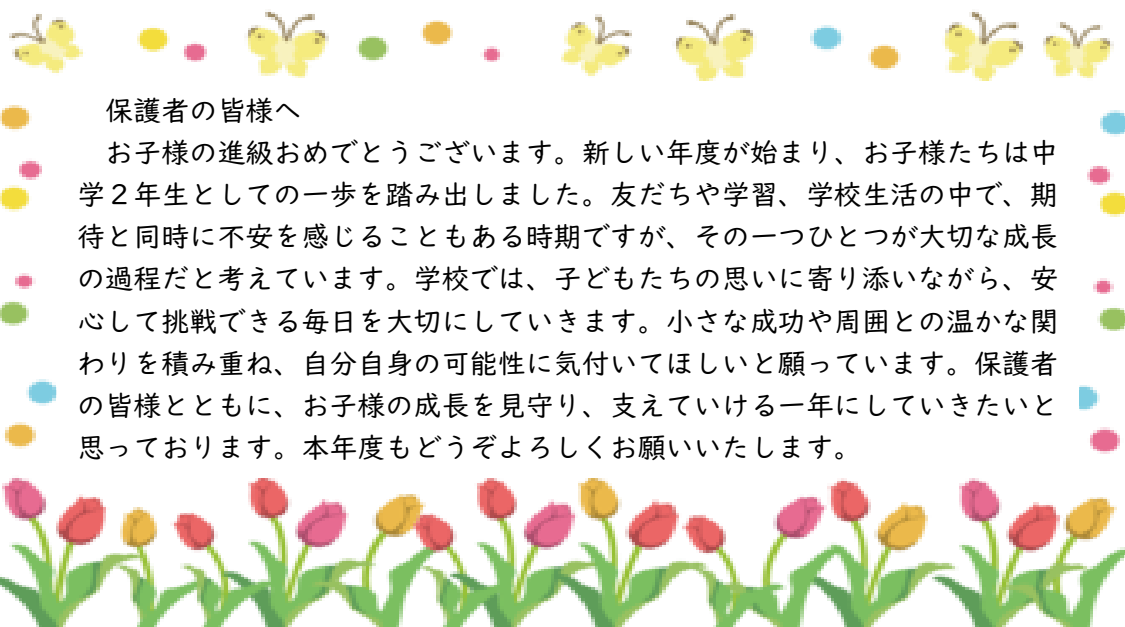 保護者の皆様へ
お子様の進級おめでとうございます。新しい年度が始まり、お子様たちは中
学２年生としての一歩を踏み出しました。友だちや学習、学校生活の中で、期
待と同時に不安を感じることもある時期ですが、その一つひとつが大切な成長
の過程だと考えています。学校では、子どもたちの思いに寄り添いながら、安
心して挑戦できる毎日を大切にしていきます。小さな成功や周囲との温かな関
わりを積み重ね、自分自身の可能性に気付いてほしいと願っています。保護者
の皆様とともに、お子様の成長を見守り、支えていける一年にしていきたいと
思っております。本年度もどうぞよろしくお願いいたします。